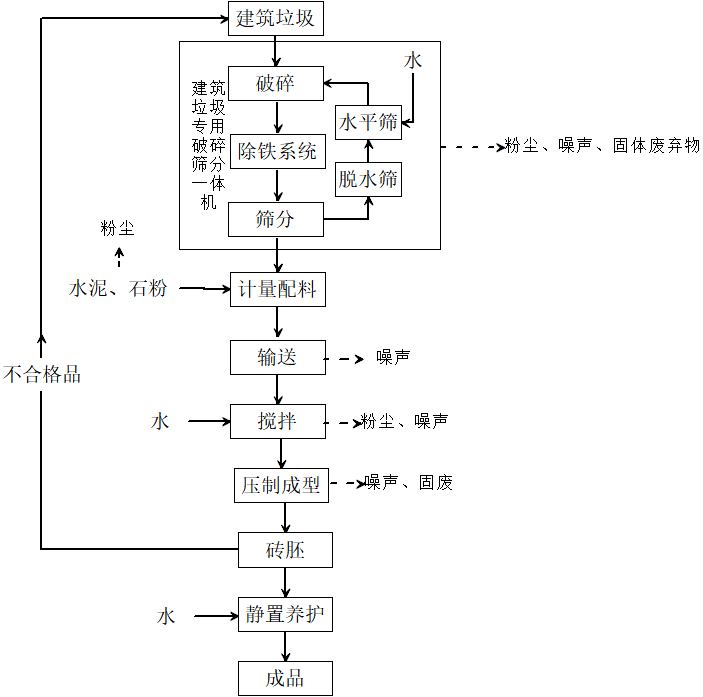 建筑垃圾
水
破碎
建筑
垃圾
专用
破碎
筛分
一体
机
水平筛
除铁系统
粉尘、噪声、固体废弃物
脱水筛
筛分
粉尘
水泥、石粉
计量配料
输送
噪声
不合格品
水
搅拌
粉尘、噪声
压制成型
噪声、固废
砖胚
水
静置养护
成品